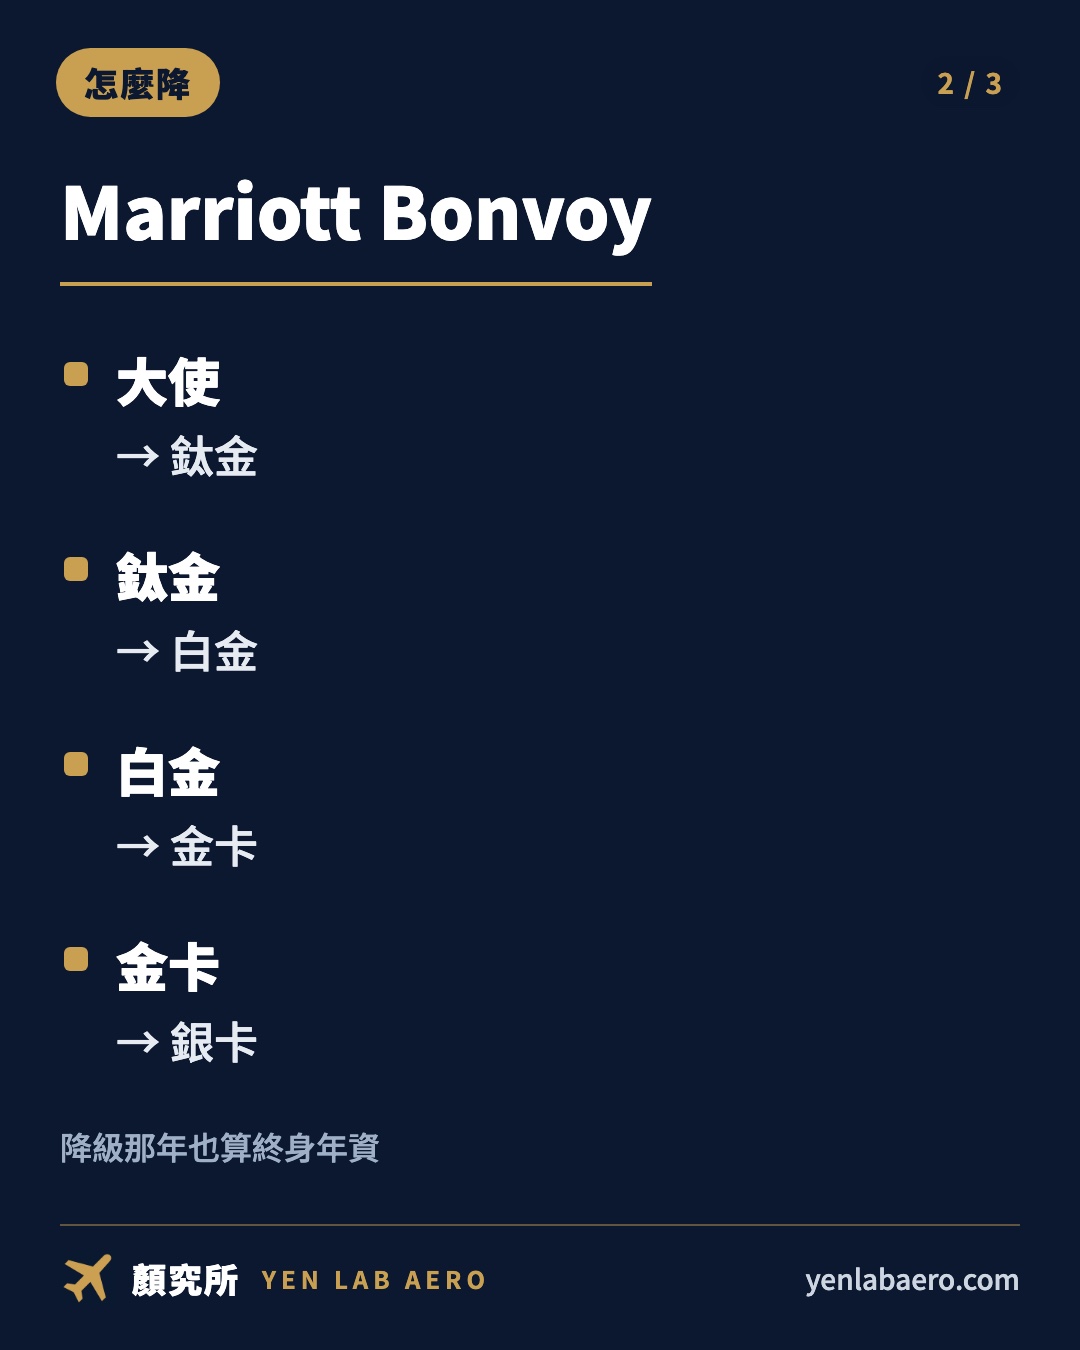 怎麼降
2 / 3
Marriott Bonvoy
大使
→ 鈦金
鈦金
→ 白金
白金
→ 金卡
金卡
→ 銀卡
降級那年也算終身年資
顏究所 YEN LAB AERO
yenlabaero.com